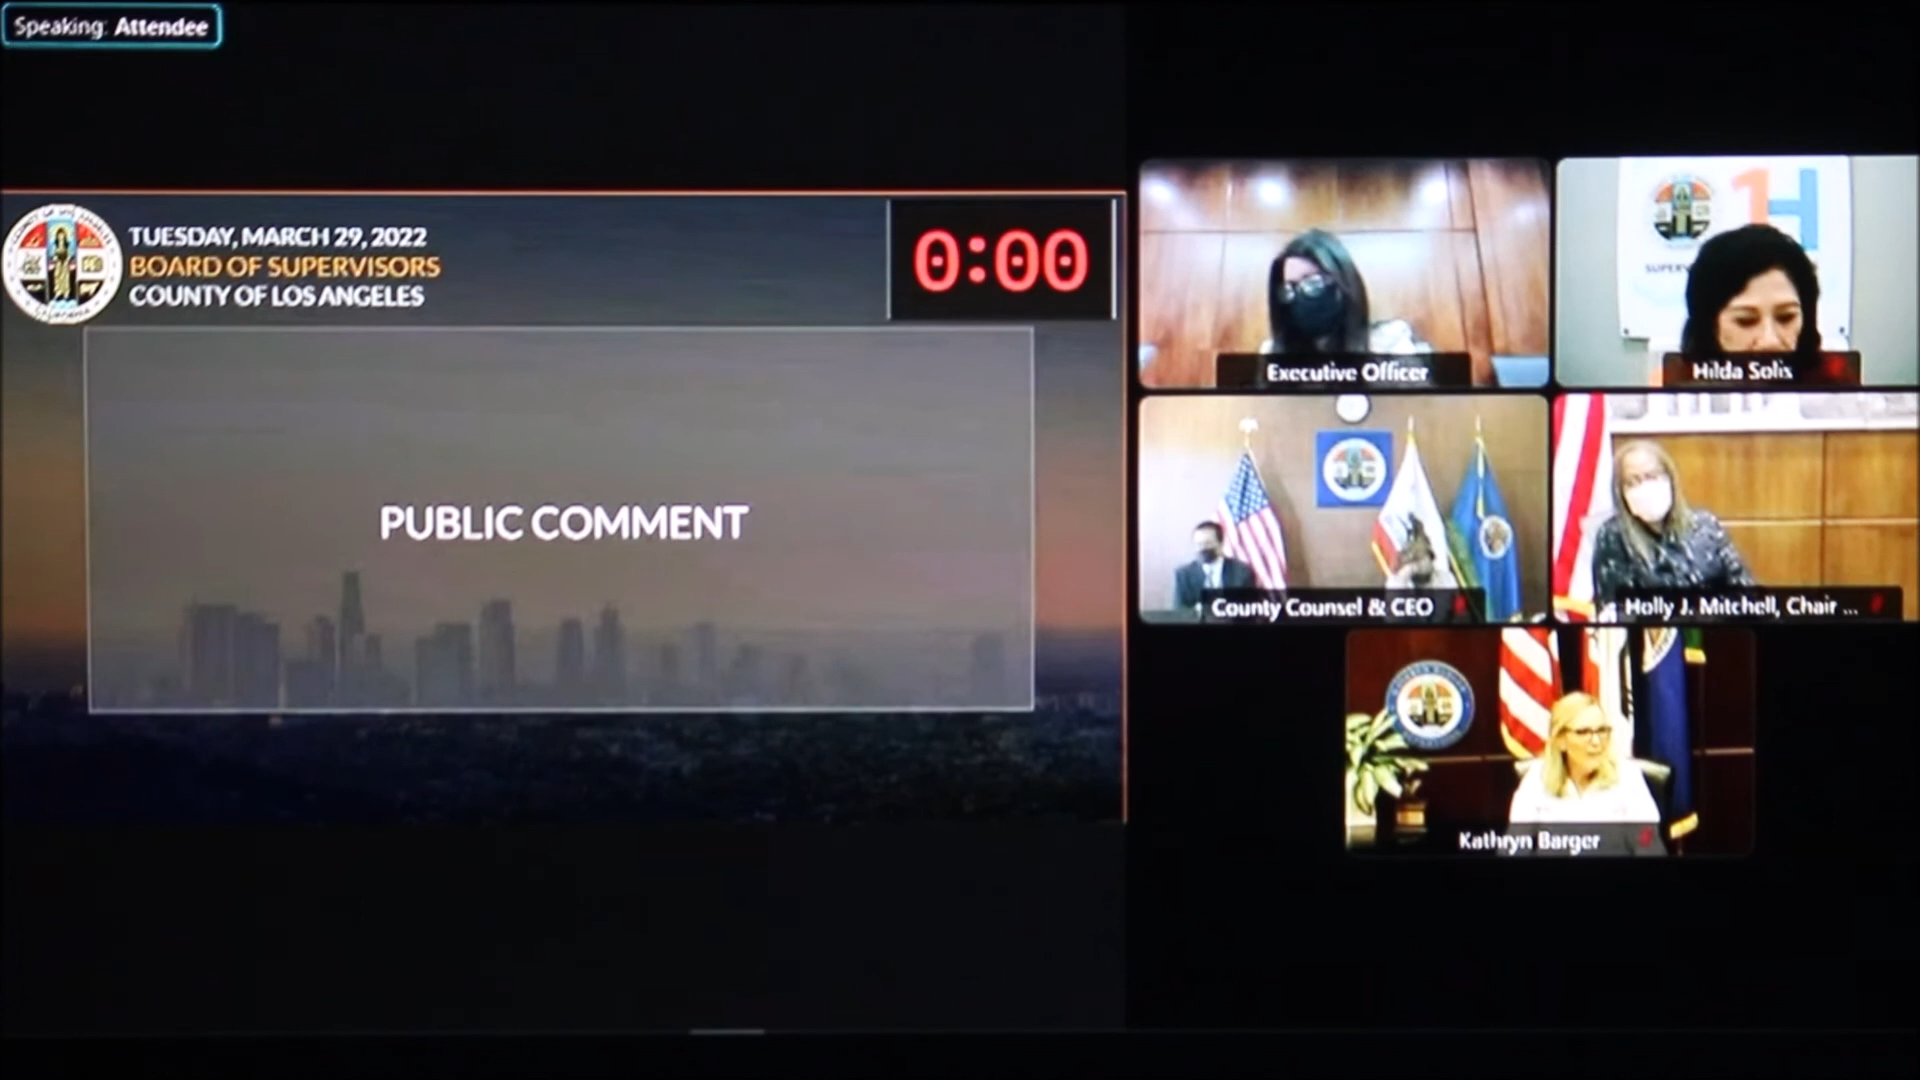 Speaking: Attendee
TUESDAY, MARCH 29, 2022
BOARD OF SUPERVISORS
COUNTY OF LOS ANGELES
0:00
PUBLIC COMMENT
Executive Officer
Hilda Solis
County Counsel & CEO
Holly J. Mitchell, Chair ...
Kathryn Barger